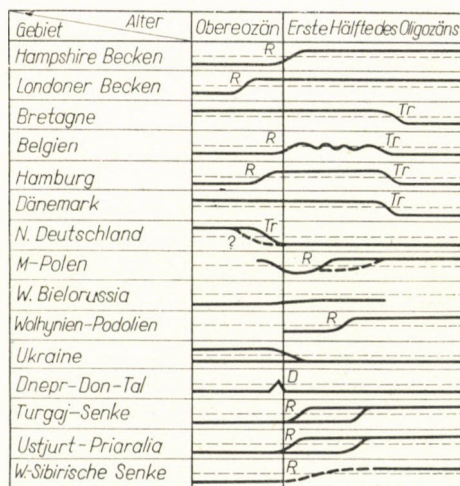 Gebiet Alter Obereozän Erste Hälfte des Oligozäns
Hampshire Becken R
Londoner Becken R
Bretagne Tr
Belgien R Tr
Hamburg R Tr
Dänemark Tr
N. Deutschland ? Tr
M-Polen R
W. Bielorussia
Wolhynien-Podolien R
Ukraine
Dnepr-Don-Tal D
Turgaj-Senke R
Ustjurt-Priaralia R
W.-Sibirische Senke R